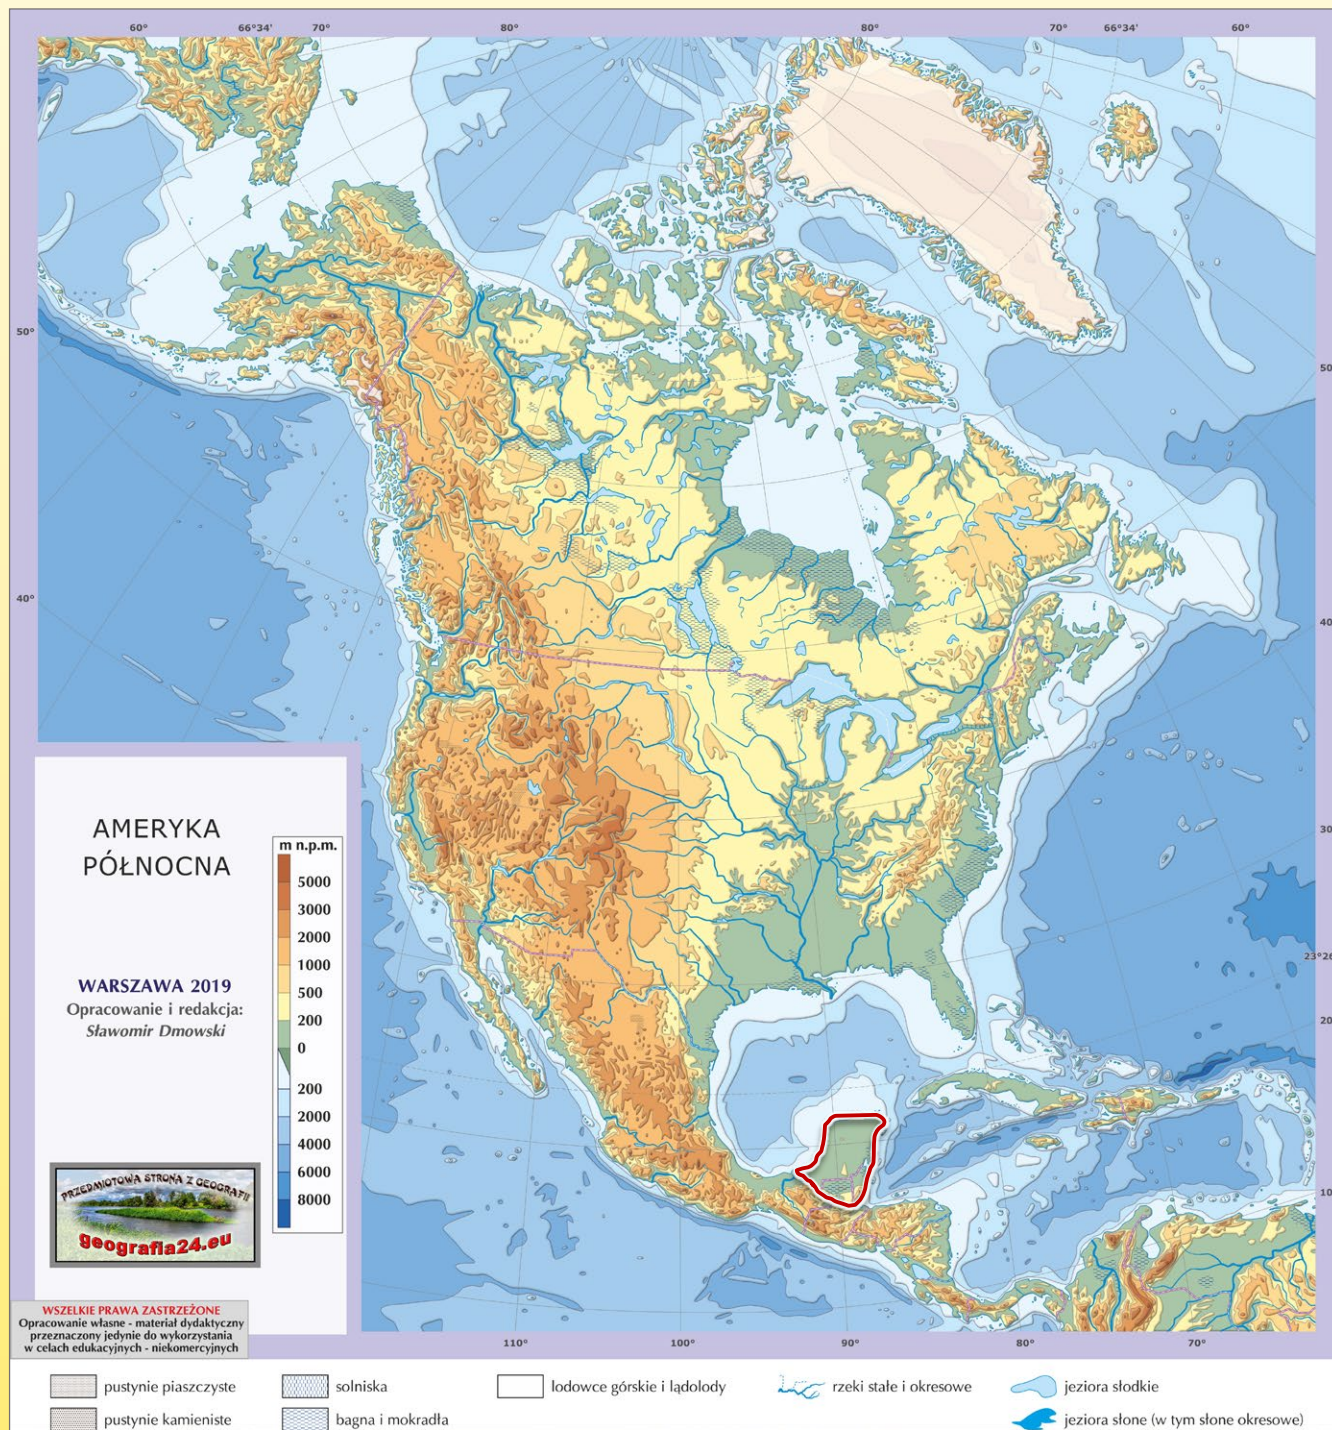 60° 66°34' 70° 80° 80° 70° 66°34' 60°
50°
50
40°
40
30
23°26
20
10
AMERYKA
PÓŁNOCNA
WARSZAWA 2019
Opracowanie i redakcja:
Sławomir Dmowski
m n.p.m.
5000
3000
2000
1000
500
200
0
200
2000
4000
6000
8000
PRZEDMIOTOWA STRONA Z GEOGRAFII
geografia24.eu
WSZELKIE PRAWA ZASTRZEŻONE
Opracowanie własne - materiał dydaktyczny
przeznaczony jedynie do wykorzystania
w celach edukacyjnych - niekomercyjnych
110° 100° 90° 80° 70°
pustynie piaszczyste solniska lodowce górskie i lądolody rzeki stałe i okresowe jeziora słodkie
pustynie kamieniste bagna i mokradła jeziora słone (w tym słone okresowe)